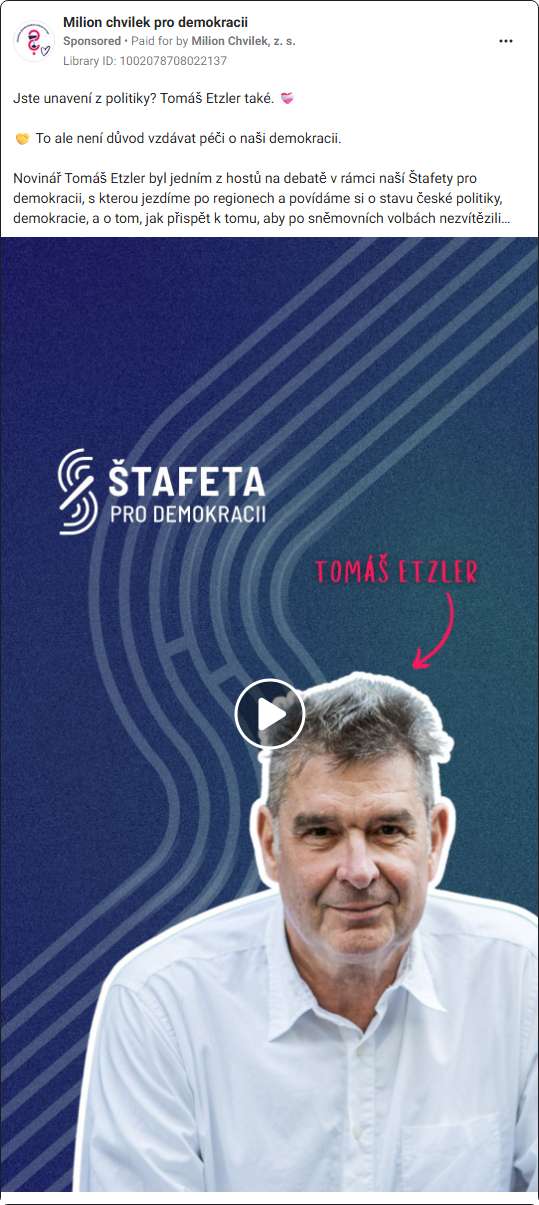 Milion chvilek pro demokracii
Sponsored • Paid for by Milion Chvilek, z. s.
Library ID: 1002078708022137
Jste unavení z politiky? Tomáš Etzler také. 💝
🤝 To ale není důvod vzdávat péči o naši demokracii.
Novinář Tomáš Etzler byl jedním z hostů na debatě v rámci naší Štafety pro
demokracii, s kterou jezdíme po regionech a povídáme si o stavu české politiky,
demokracie, a o tom, jak přispět k tomu, aby po sněmovních volbách nezvítězili...
ŠTAFETA
PRO DEMOKRACII
TOMÁŠ ETZLER